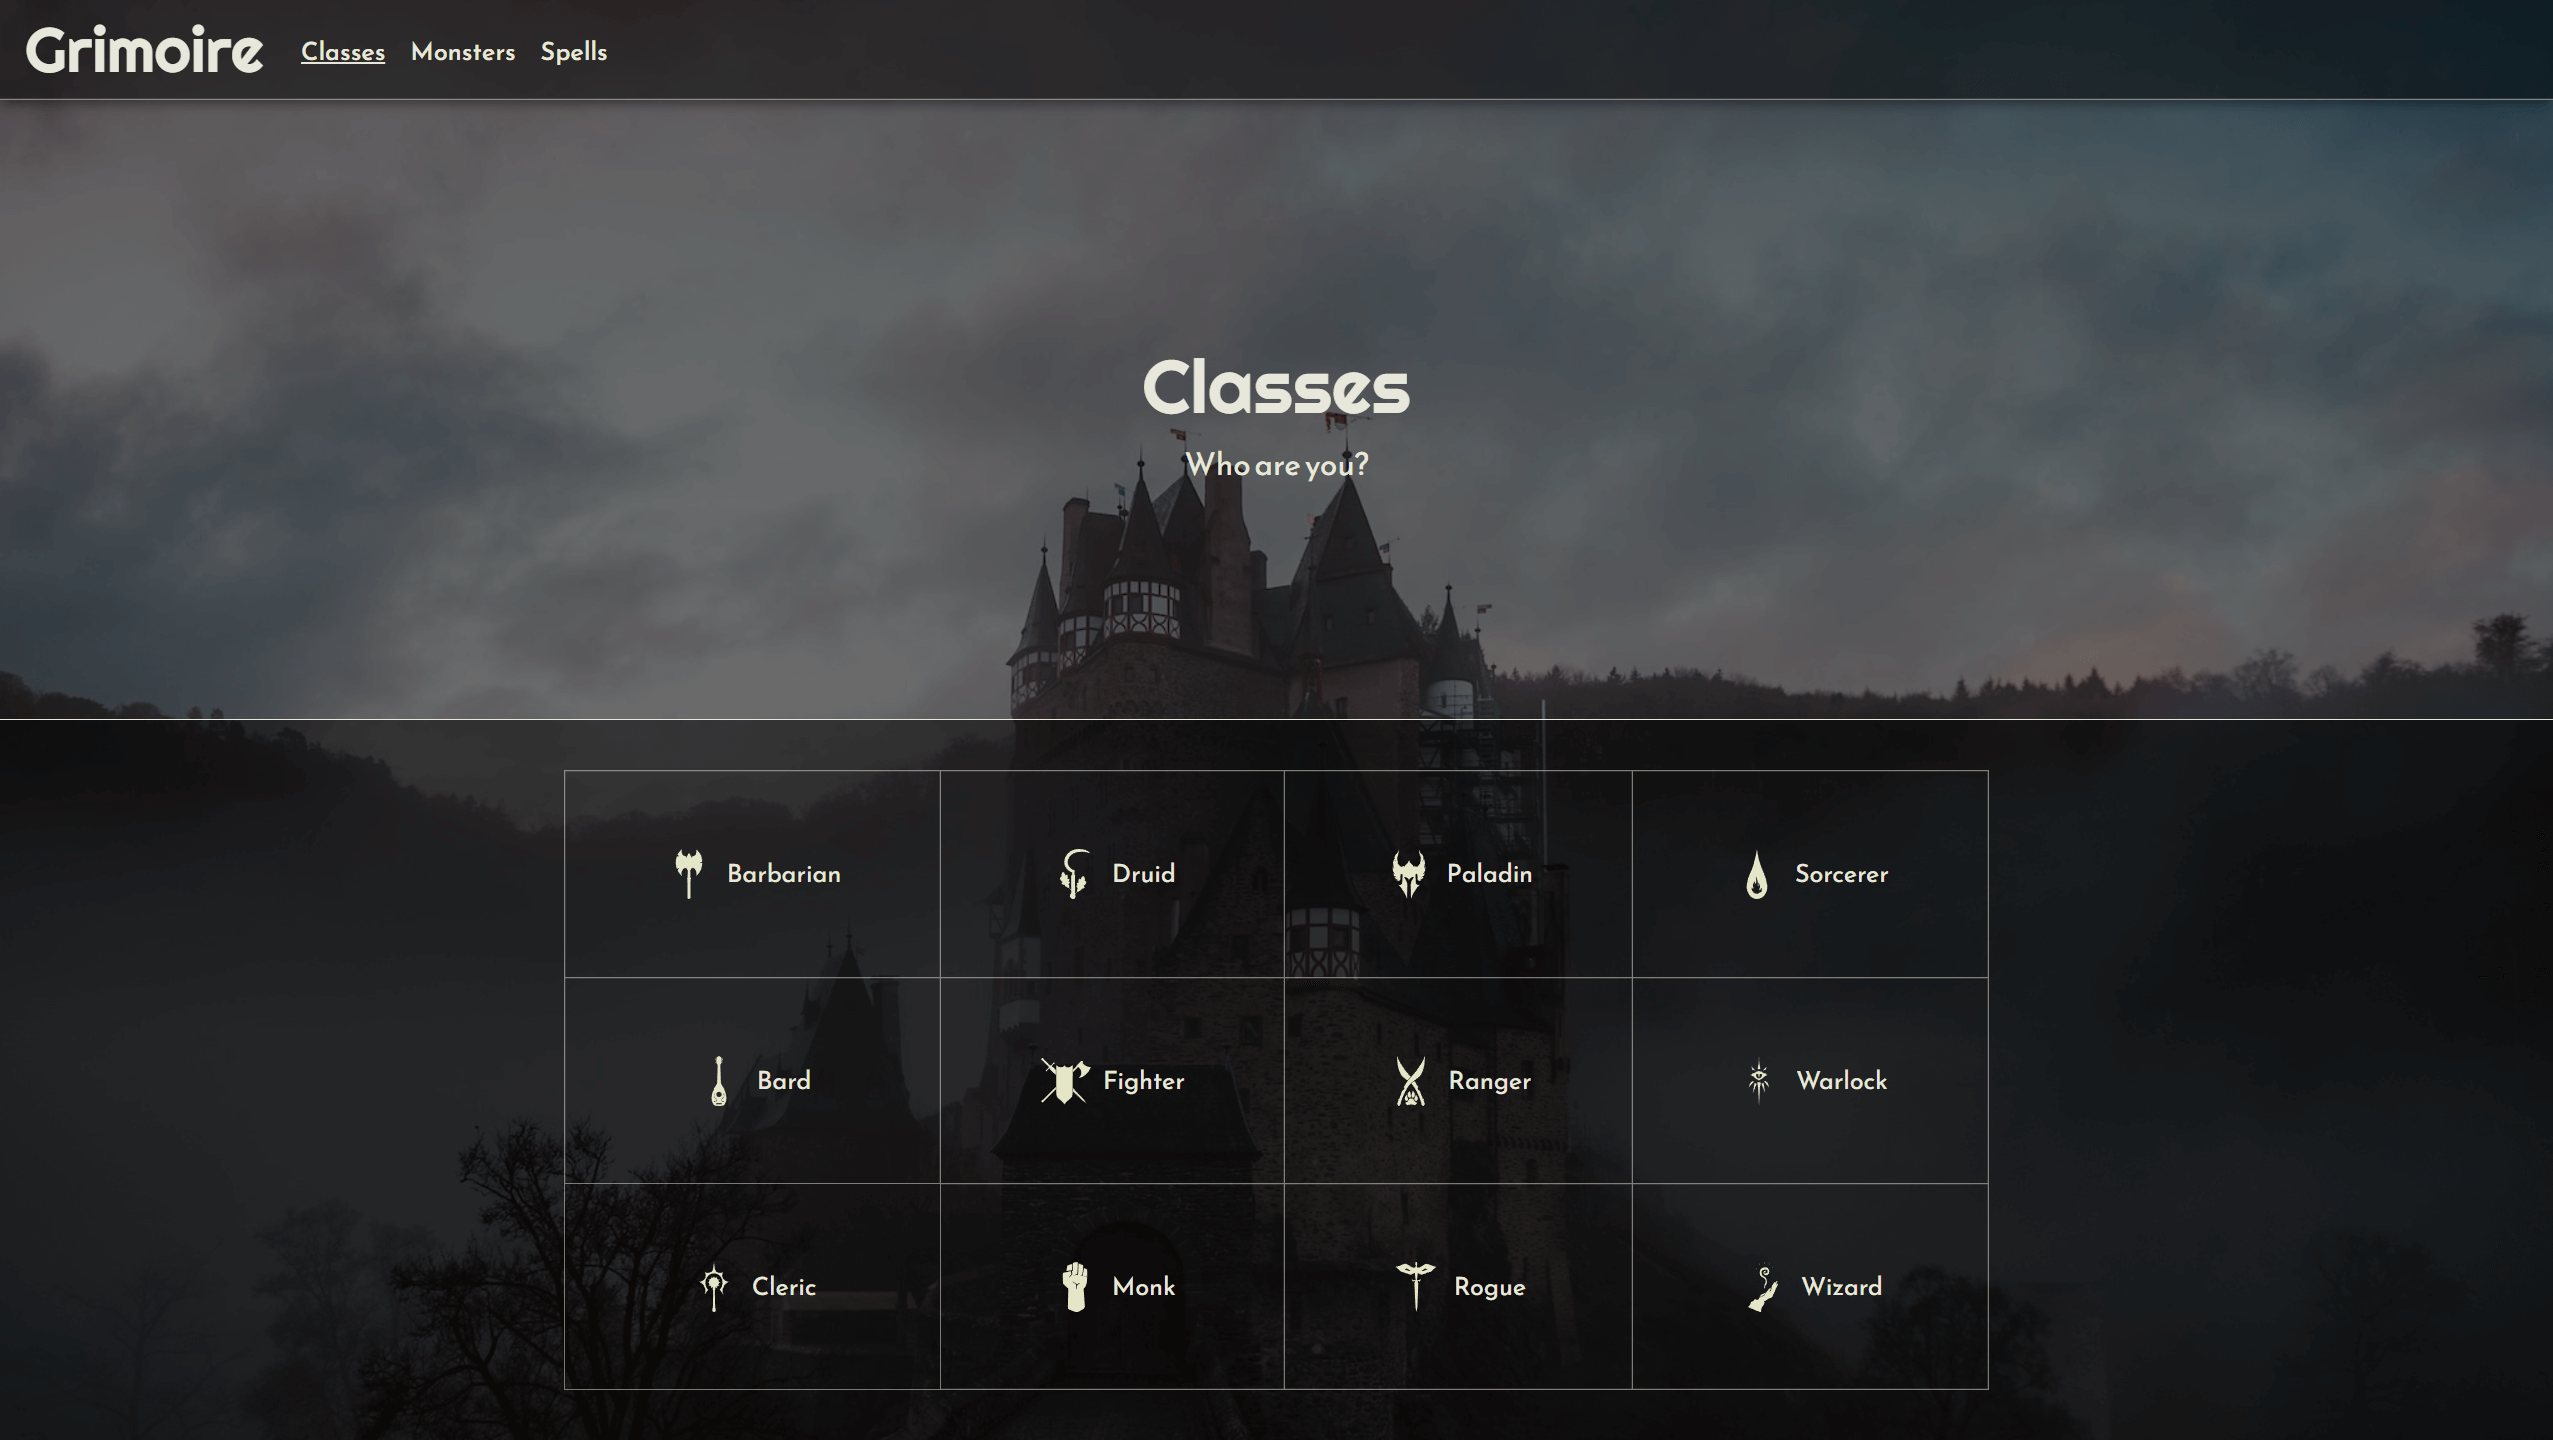 Grimoire Classes Monsters Spells
Classes
Who are you?
Barbarian Druid Paladin Sorcerer
Bard Fighter Ranger Warlock
Cleric Monk Rogue Wizard